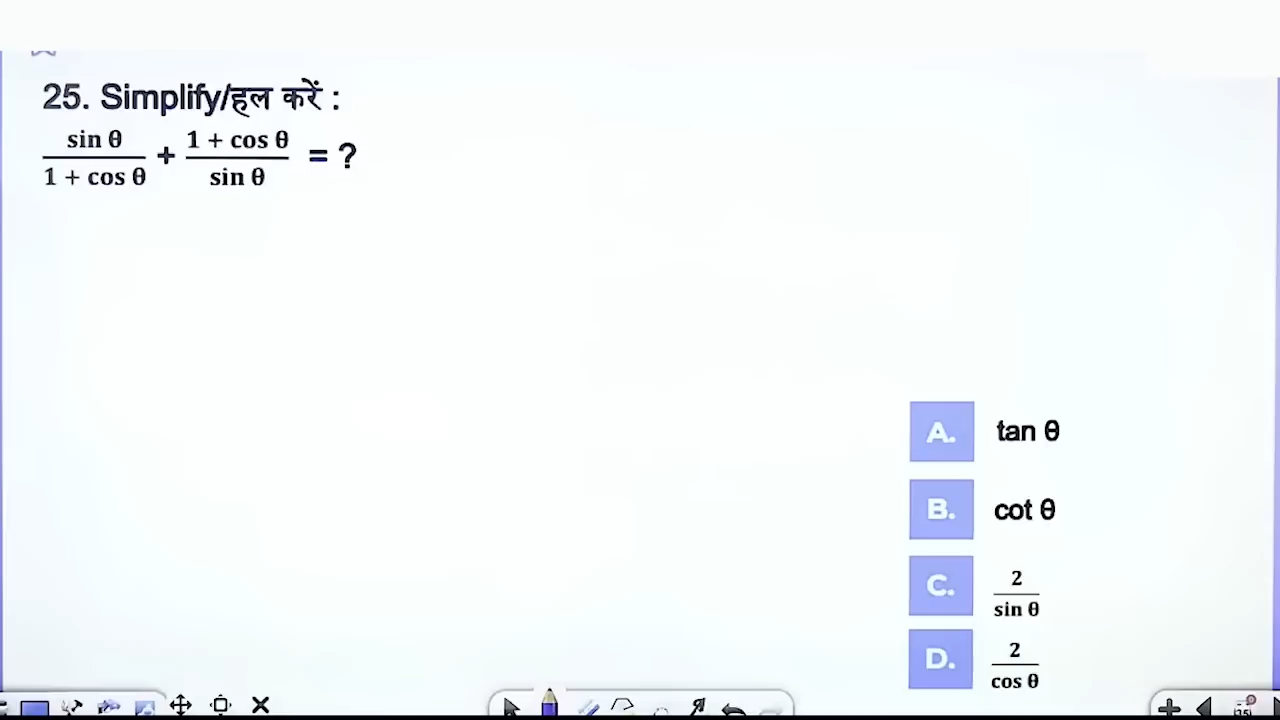 25. Simplify/हल करें :
sin θ / 1 + cos θ + 1 + cos θ / sin θ = ?
A. tan θ
B. cot θ
C. 2 / sin θ
D. 2 / cos θ